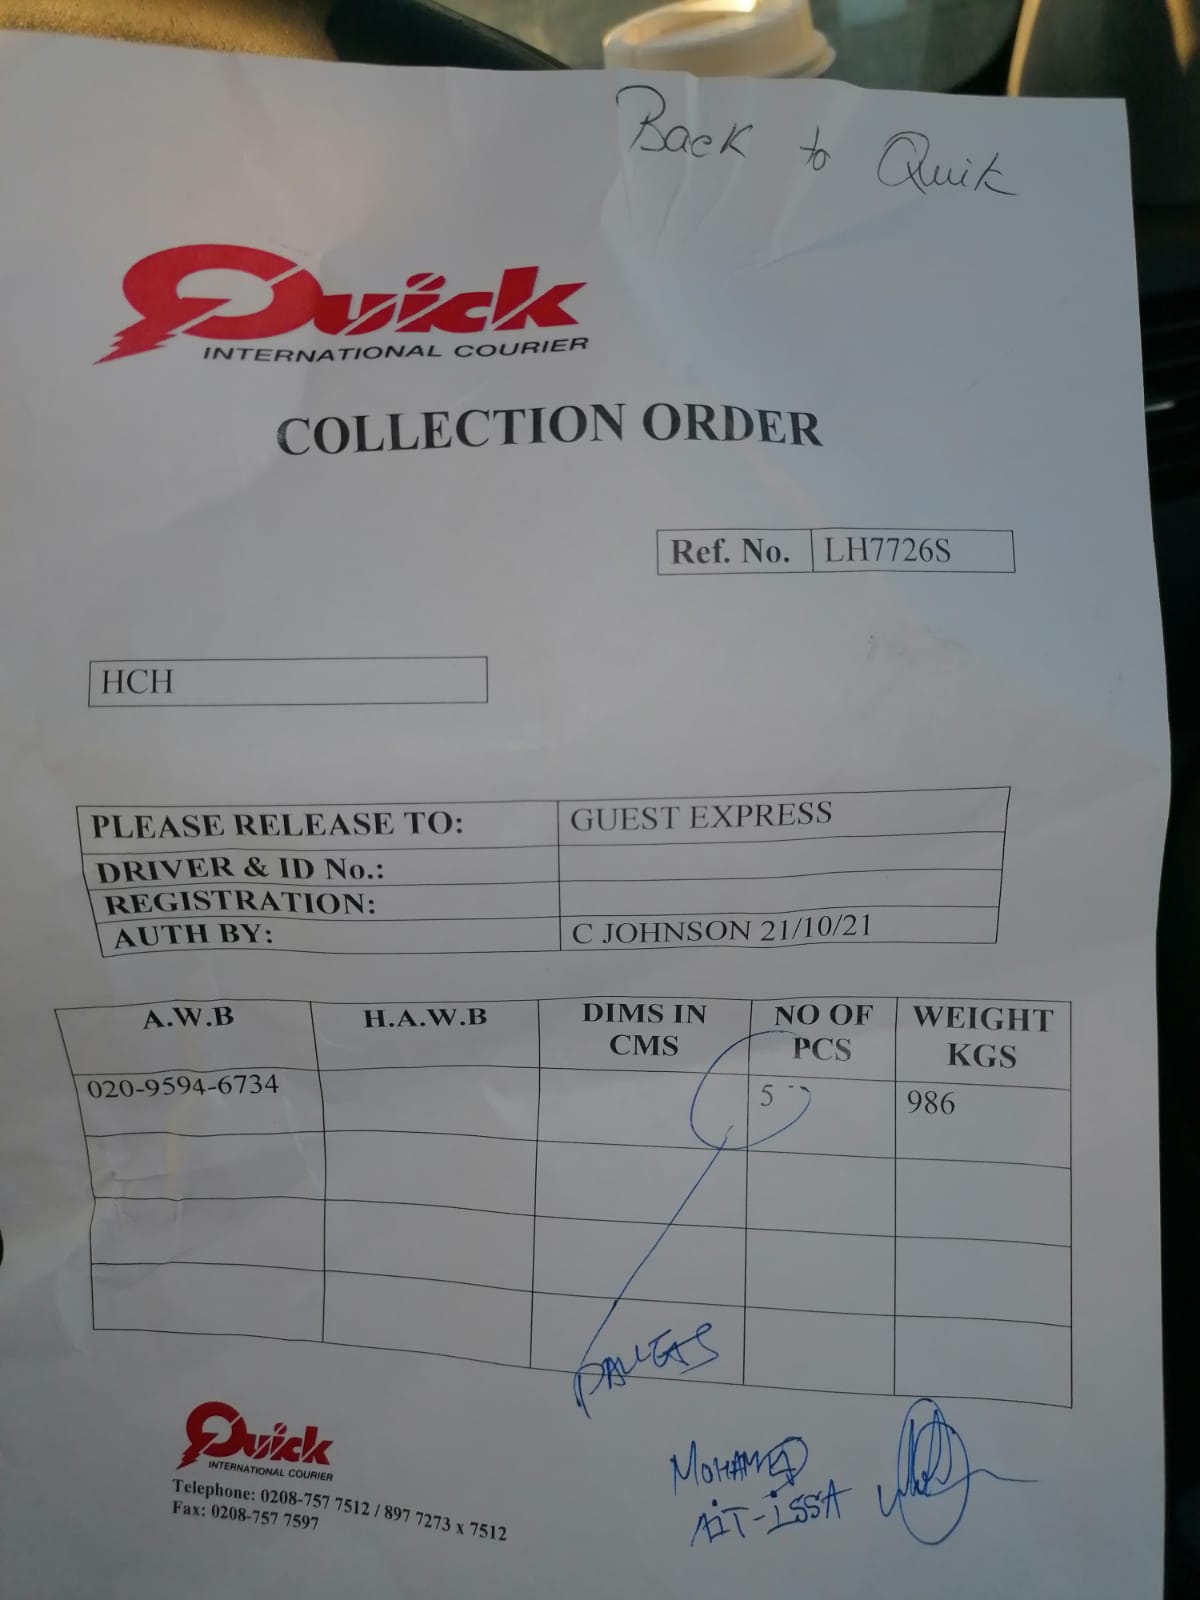 Back to Quik
Quick
INTERNATIONAL COURIER
COLLECTION ORDER
Ref. No. LH7726S
HCH
PLEASE RELEASE TO: GUEST EXPRESS
DRIVER & ID No.:
REGISTRATION:
AUTH BY: C JOHNSON 21/10/21
A.W.B H.A.W.B DIMS IN CMS NO OF PCS WEIGHT KGS
020-9594-6734 5 986
PALLETS
Quick
INTERNATIONAL COURIER
Telephone: 0208-757 7512 / 897 7273 x 7512
Fax: 0208-757 7597
MOHAMED
AiT-iSSA